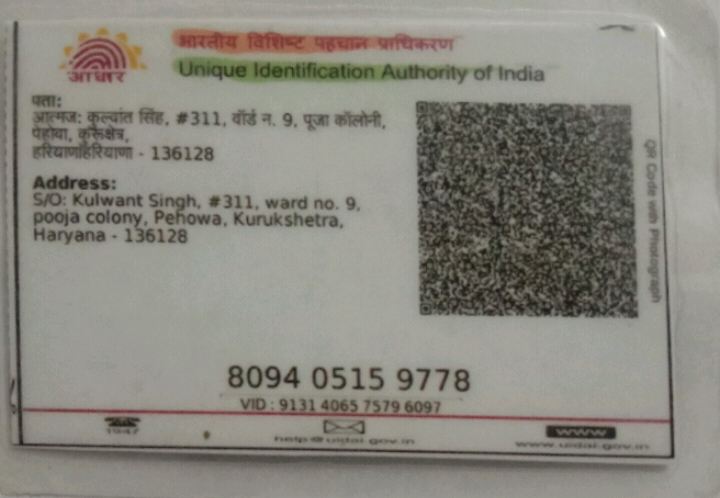 भारतीय विशिष्ट पहचान प्राधिकरण
Unique Identification Authority of India
आधार
पता:
आत्मज: कुल्वांत सिंह, #311, वॉर्ड न. 9, पूजा कॉलोनी,
पेहोवा, कुरुक्षेत्र,
हरियाणाहरियाणा - 136128
Address:
S/O: Kulwant Singh, #311, ward no. 9,
pooja colony, Pehowa, Kurukshetra,
Haryana - 136128
QR Code with Photograph
8094 0515 9778
VID : 9131 4065 7579 6097
1947
help@uidai.gov.in
www
www.uidai.gov.in